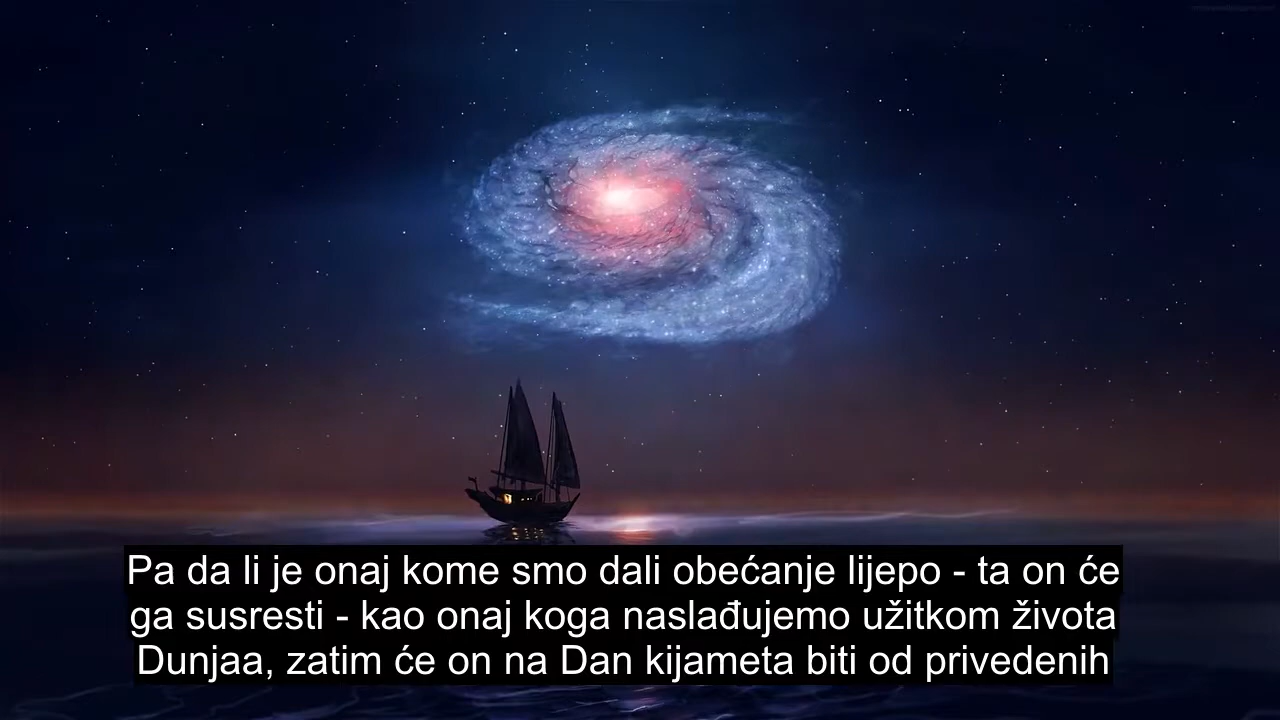 Pa da li je onaj kome smo dali obećanje lijepo - ta on će
ga susresti - kao onaj koga naslađujemo užitkom života
Dunjaa, zatim će on na Dan kijameta biti od privedenih